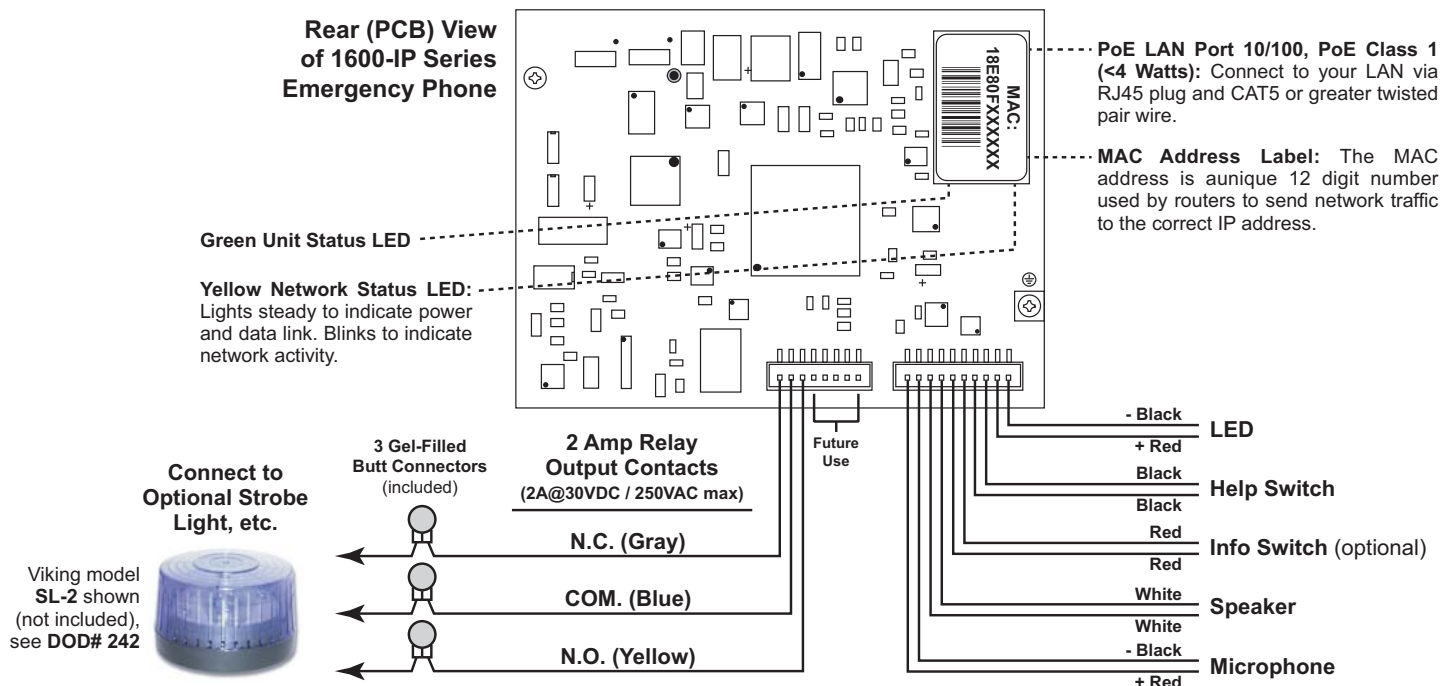 Rear (PCB) View
of 1600-IP Series
Emergency Phone
MAC:
18E80FXXXXXX
PoE LAN Port 10/100, PoE Class 1
(<4 Watts): Connect to your LAN via
RJ45 plug and CAT5 or greater twisted
pair wire.
MAC Address Label: The MAC
address is aunique 12 digit number
used by routers to send network traffic
to the correct IP address.
Green Unit Status LED
Yellow Network Status LED:
Lights steady to indicate power
and data link. Blinks to indicate
network activity.
Future
Use
3 Gel-Filled
Butt Connectors
(included)
2 Amp Relay
Output Contacts
(2A@30VDC / 250VAC max)
Connect to
Optional Strobe
Light, etc.
Viking model
SL-2 shown
(not included),
see DOD# 242
N.C. (Gray)
COM. (Blue)
N.O. (Yellow)
- Black
LED
+ Red
Black
Help Switch
Black
Red
Info Switch (optional)
Red
White
Speaker
White
- Black
Microphone
+ Red